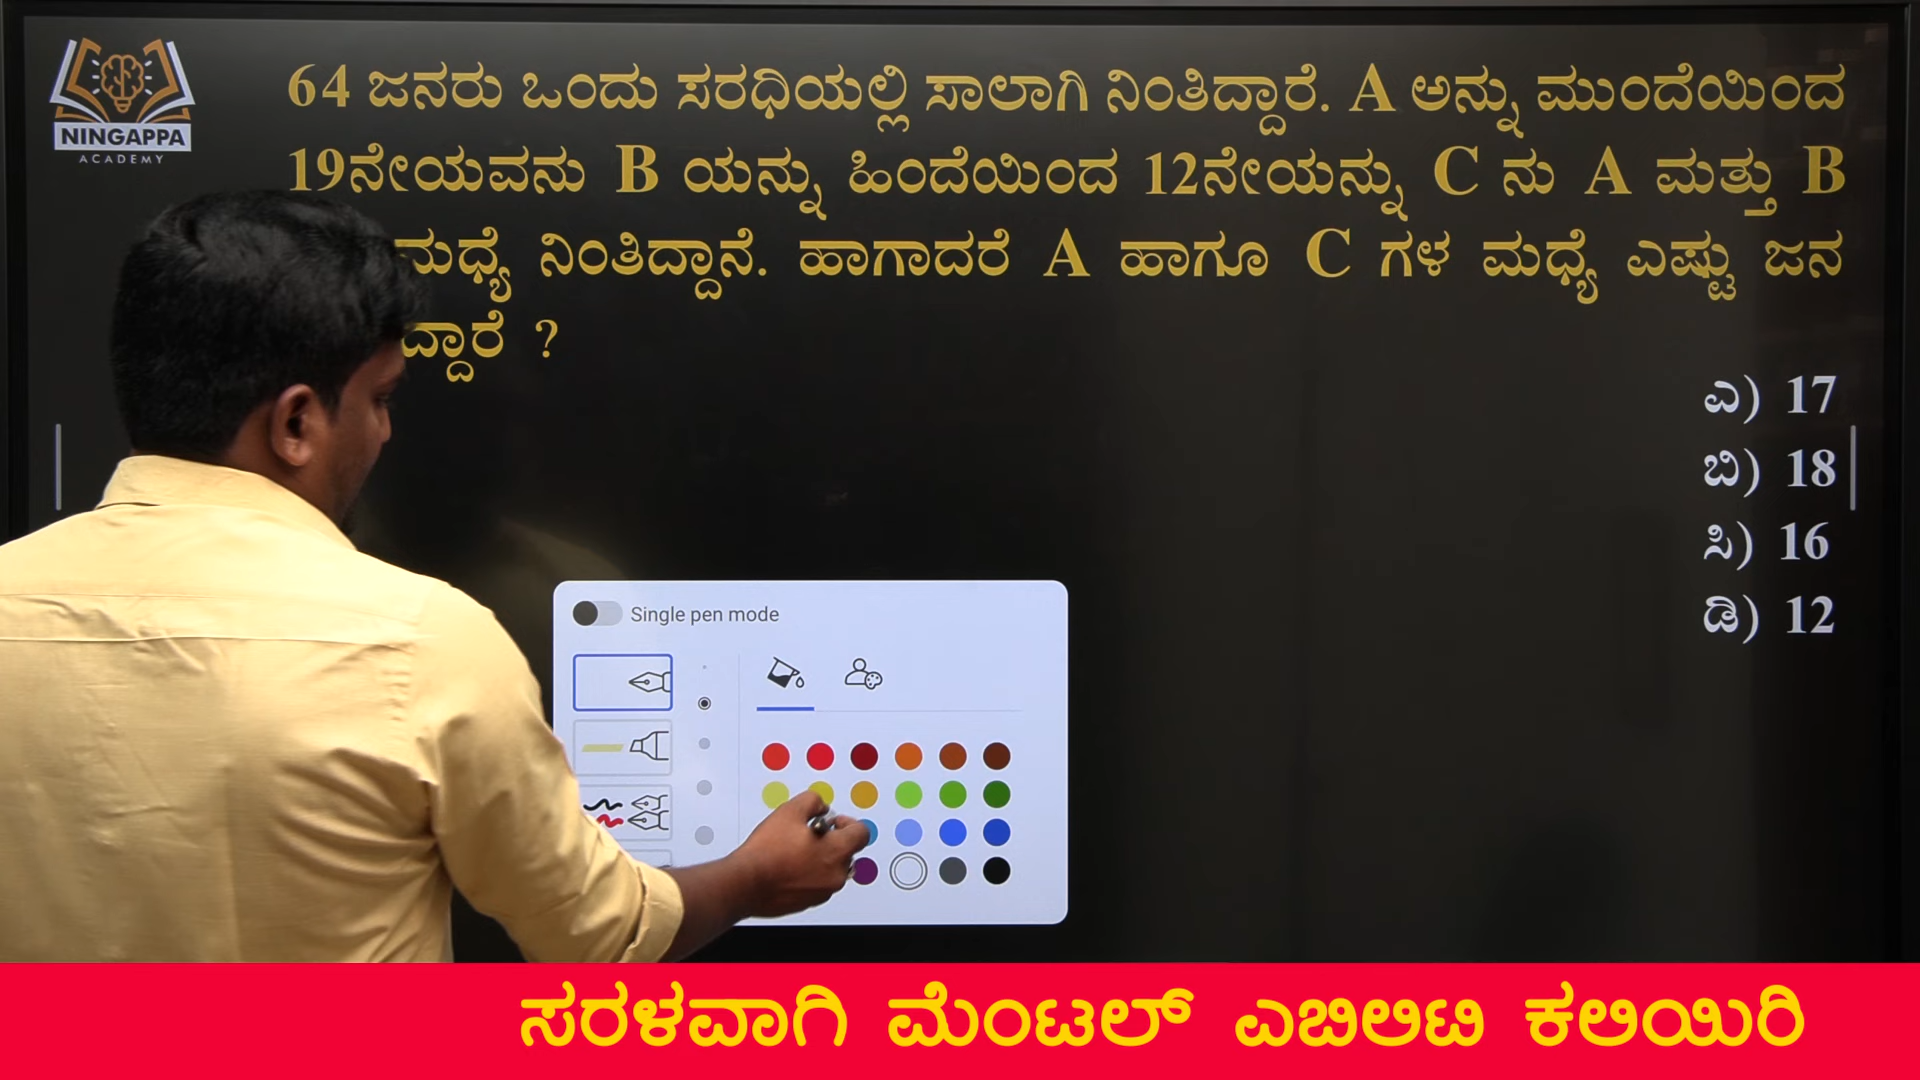 NINGAPPA
ACADEMY
64 ಜನರು ಒಂದು ಸರಧಿಯಲ್ಲಿ ಸಾಲಾಗಿ ನಿಂತಿದ್ದಾರೆ. A ಅನ್ನು ಮುಂದೆಯಿಂದ
19ನೇಯವನು B ಯನ್ನು ಹಿಂದೆಯಿಂದ 12ನೇಯನ್ನು C ನು A ಮತ್ತು B
ಮಧ್ಯೆ ನಿಂತಿದ್ದಾನೆ. ಹಾಗಾದರೆ A ಹಾಗೂ C ಗಳ ಮಧ್ಯೆ ಎಷ್ಟು ಜನ
ದ್ದಾರೆ ?
ಎ) 17
ಬಿ) 18
ಸಿ) 16
ಡಿ) 12
Single pen mode
ಸರಳವಾಗಿ ಮೆಂಟಲ್ ಎಬಿಲಿಟಿ ಕಲಿಯಿರಿ